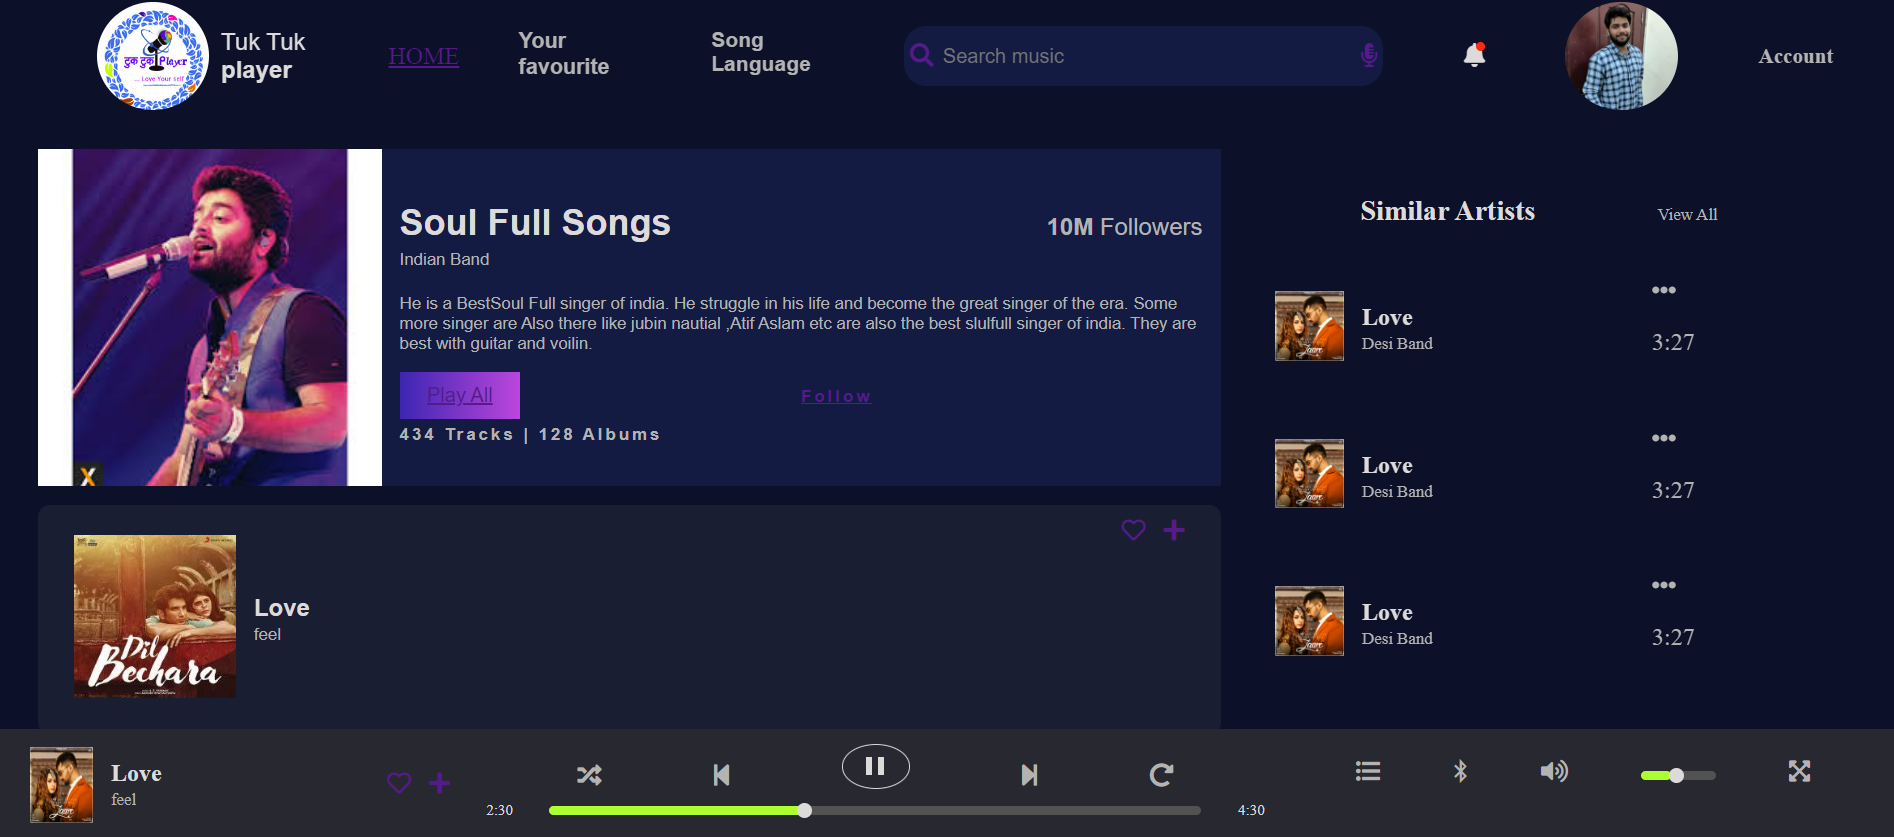 टुक टुक Player
... Love Your self
Tuk Tuk
player
HOME
Your
favourite
Song
Language
Search music
Account
X
Soul Full Songs
10M Followers
Indian Band
He is a BestSoul Full singer of india. He struggle in his life and become the great singer of the era. Some
more singer are Also there like jubin nautial ,Atif Aslam etc are also the best slulfull singer of india. They are
best with guitar and voilin.
Play All
Follow
434 Tracks | 128 Albums
Similar Artists
View All
Love
Desi Band
3:27
Love
Desi Band
3:27
Love
Desi Band
3:27
Dil
Bechara
Love
feel
Love
feel
2:30
4:30